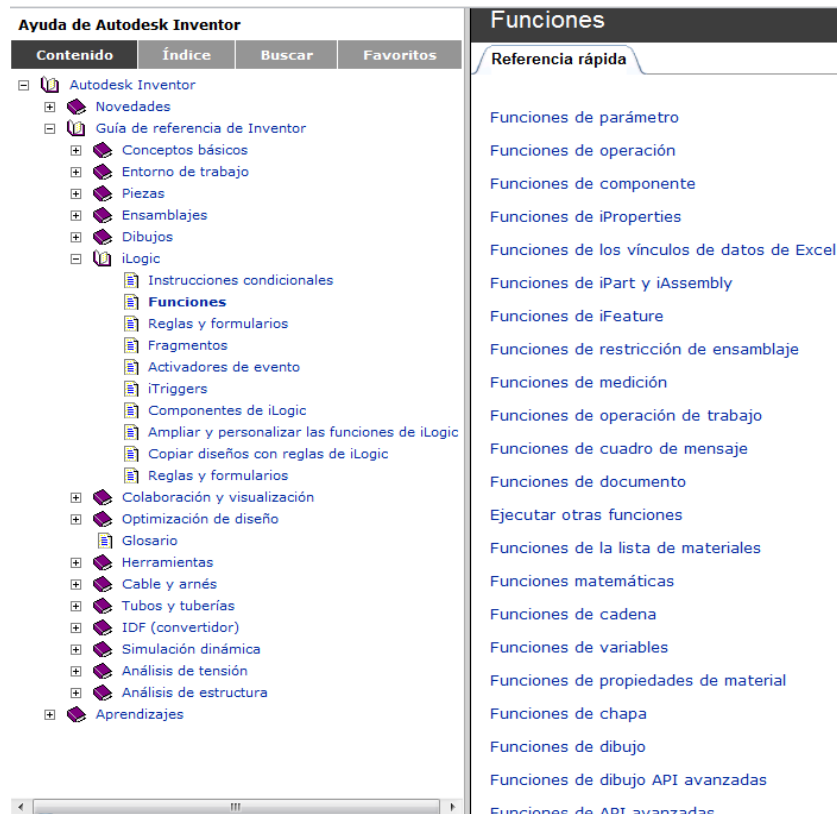 Ayuda de Autodesk Inventor
Contenido Índice Buscar Favoritos
Autodesk Inventor
Novedades
Guía de referencia de Inventor
Conceptos básicos
Entorno de trabajo
Piezas
Ensamblajes
Dibujos
iLogic
Instrucciones condicionales
Funciones
Reglas y formularios
Fragmentos
Activadores de evento
iTriggers
Componentes de iLogic
Ampliar y personalizar las funciones de iLogic
Copiar diseños con reglas de iLogic
Reglas y formularios
Colaboración y visualización
Optimización de diseño
Glosario
Herramientas
Cable y arnés
Tubos y tuberías
IDF (convertidor)
Simulación dinámica
Análisis de tensión
Análisis de estructura
Aprendizajes
Funciones
Referencia rápida
Funciones de parámetro
Funciones de operación
Funciones de componente
Funciones de iProperties
Funciones de los vínculos de datos de Excel
Funciones de iPart y iAssembly
Funciones de iFeature
Funciones de restricción de ensamblaje
Funciones de medición
Funciones de operación de trabajo
Funciones de cuadro de mensaje
Funciones de documento
Ejecutar otras funciones
Funciones de la lista de materiales
Funciones matemáticas
Funciones de cadena
Funciones de variables
Funciones de propiedades de material
Funciones de chapa
Funciones de dibujo
Funciones de dibujo API avanzadas
Funciones de API avanzadas